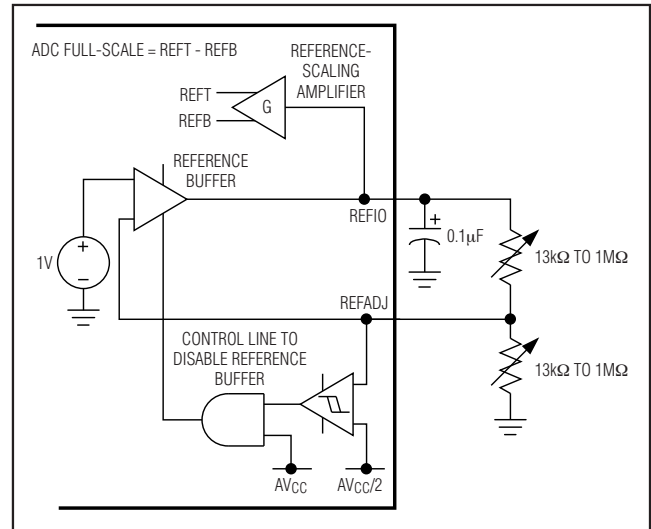 ADC FULL-SCALE = REFT - REFB
REFERENCE-
SCALING
AMPLIFIER
REFT
REFB
G
REFERENCE
BUFFER
REFIO
+
0.1µF
13kΩ TO 1MΩ
1V
+
−
REFADJ
CONTROL LINE TO
DISABLE REFERENCE
BUFFER
13kΩ TO 1MΩ
AVCC
AVCC/2